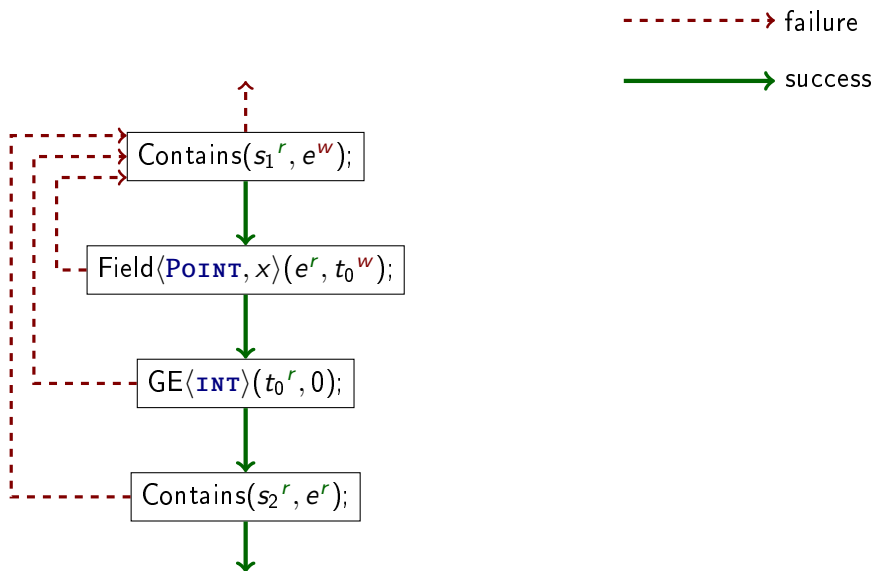 failure
success
Contains(s₁ʳ, eʷ);
Field⟨POINT, x⟩(eʳ, t₀ʷ);
GE⟨INT⟩(t₀ʳ, 0);
Contains(s₂ʳ, eʳ);